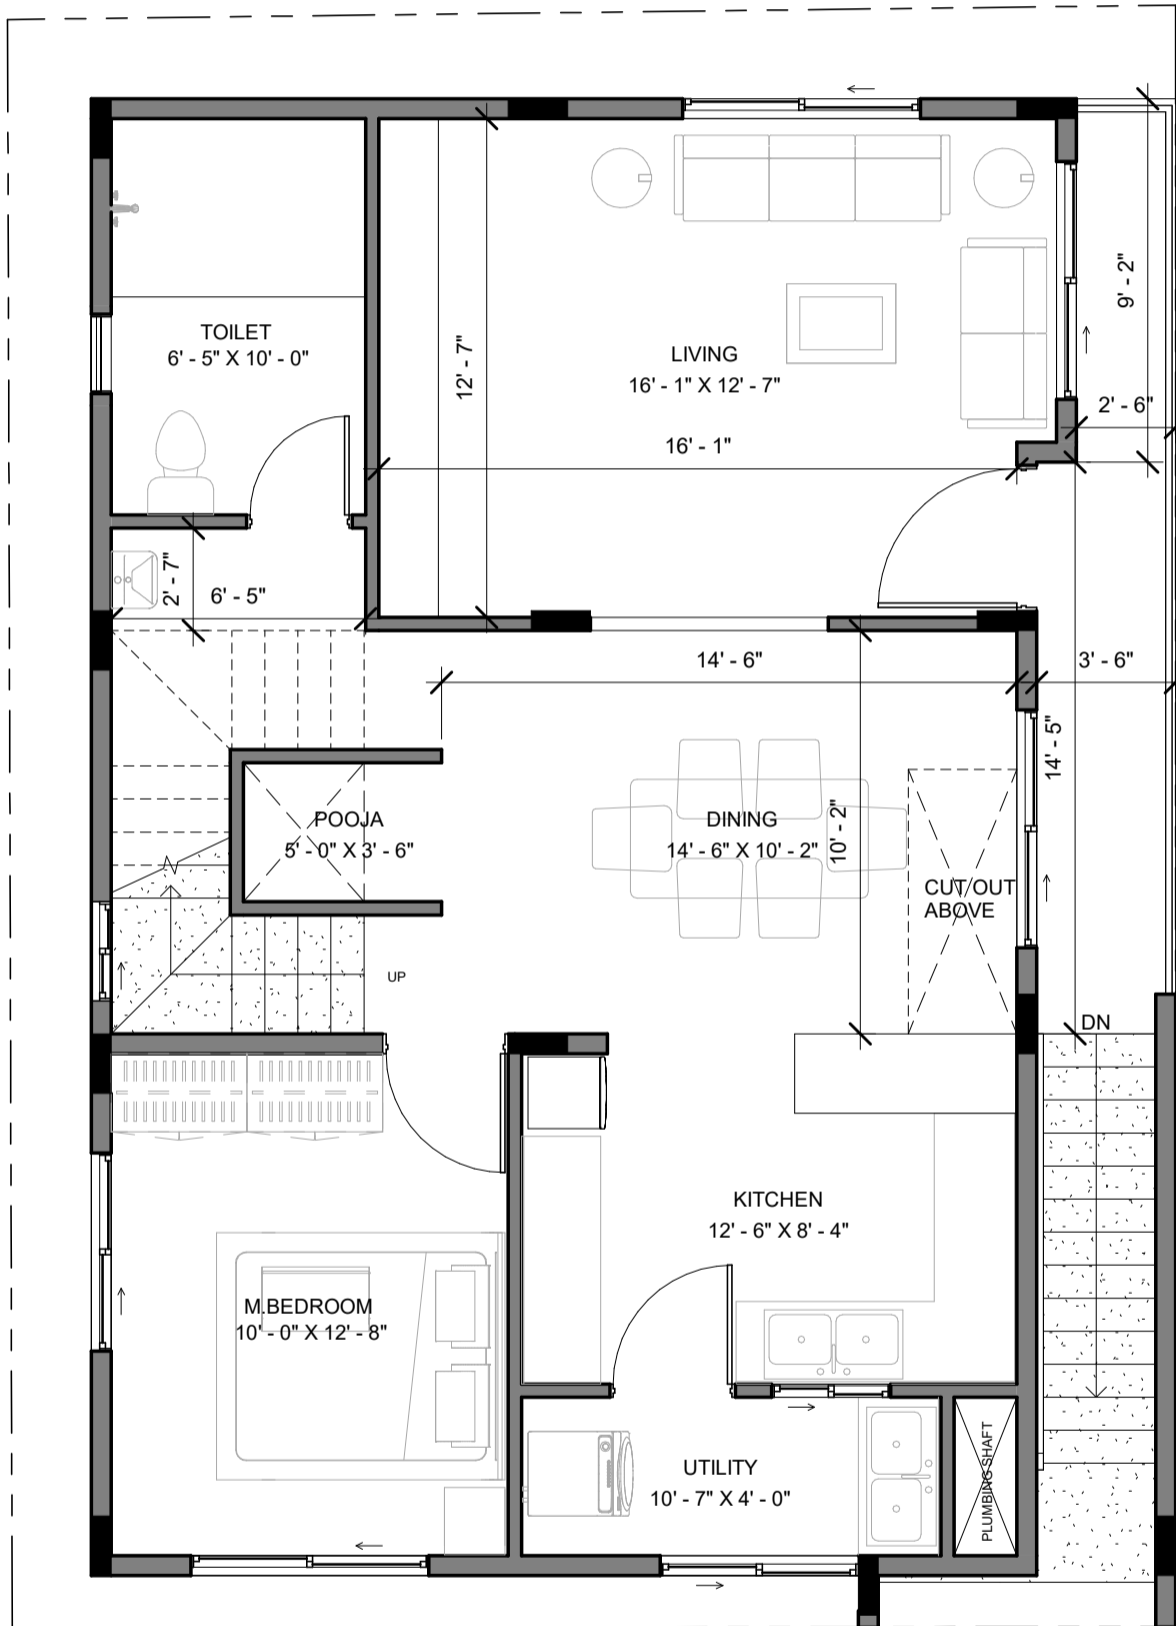 TOILET
6' - 5" X 10' - 0"
12' - 7"
LIVING
16' - 1" X 12' - 7"
16' - 1"
9' - 2"
2' - 6"
2' - 7"
6' - 5"
14' - 6"
3' - 6"
14' - 5"
POOJA
5' - 0" X 3' - 6"
DINING
14' - 6" X 10' - 2"
10' - 2"
CUT OUT
ABOVE
UP
DN
KITCHEN
12' - 6" X 8' - 4"
M.BEDROOM
10' - 0" X 12' - 8"
UTILITY
10' - 7" X 4' - 0"
PLUMBING SHAFT